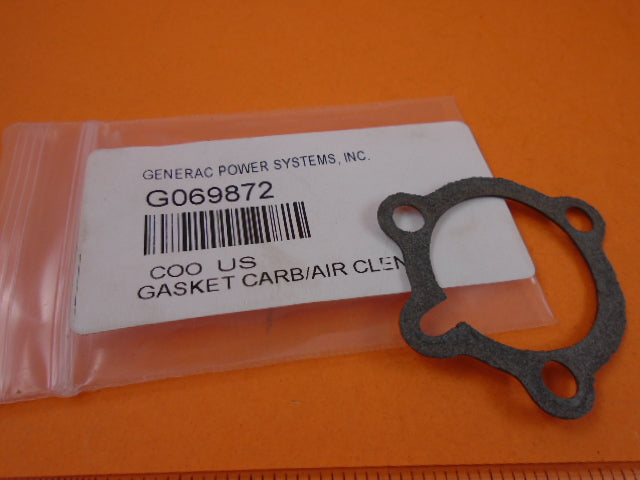 GENERAC POWER SYSTEMS, INC.
G069872
COO US
GASKET CARB/AIR CLEN